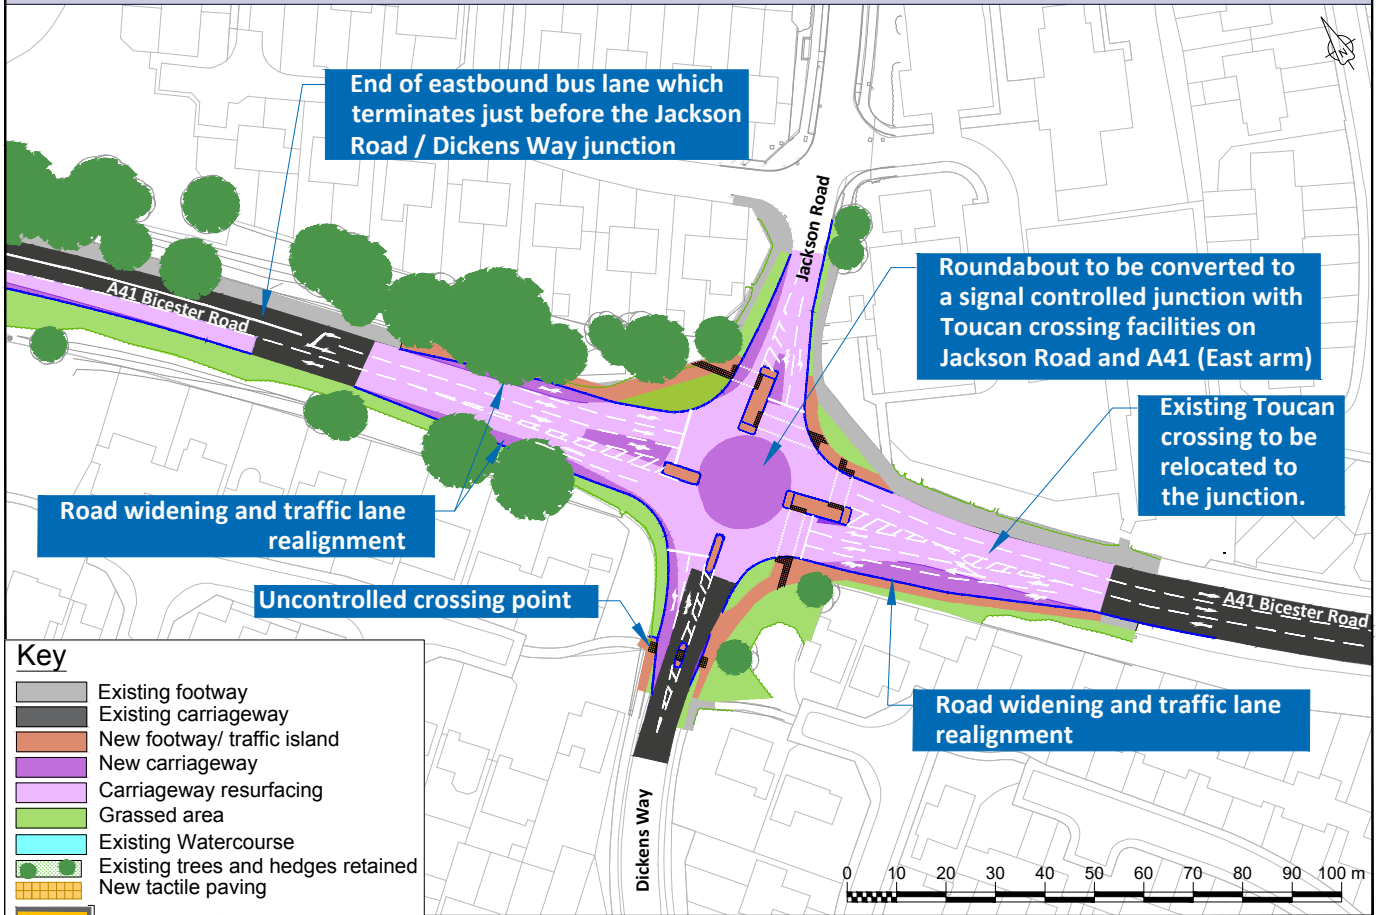 End of eastbound bus lane which
terminates just before the Jackson
Road / Dickens Way junction
N
Jackson Road
A41 Bicester Road
Roundabout to be converted to
a signal controlled junction with
Toucan crossing facilities on
Jackson Road and A41 (East arm)
Existing Toucan
crossing to be
relocated to
the junction.
Road widening and traffic lane
realignment
Uncontrolled crossing point
A41 Bicester Road
Road widening and traffic lane
realignment
Dickens Way
Key
Existing footway
Existing carriageway
New footway/ traffic island
New carriageway
Carriageway resurfacing
Grassed area
Existing Watercourse
Existing trees and hedges retained
New tactile paving
0 10 20 30 40 50 60 70 80 90 100 m